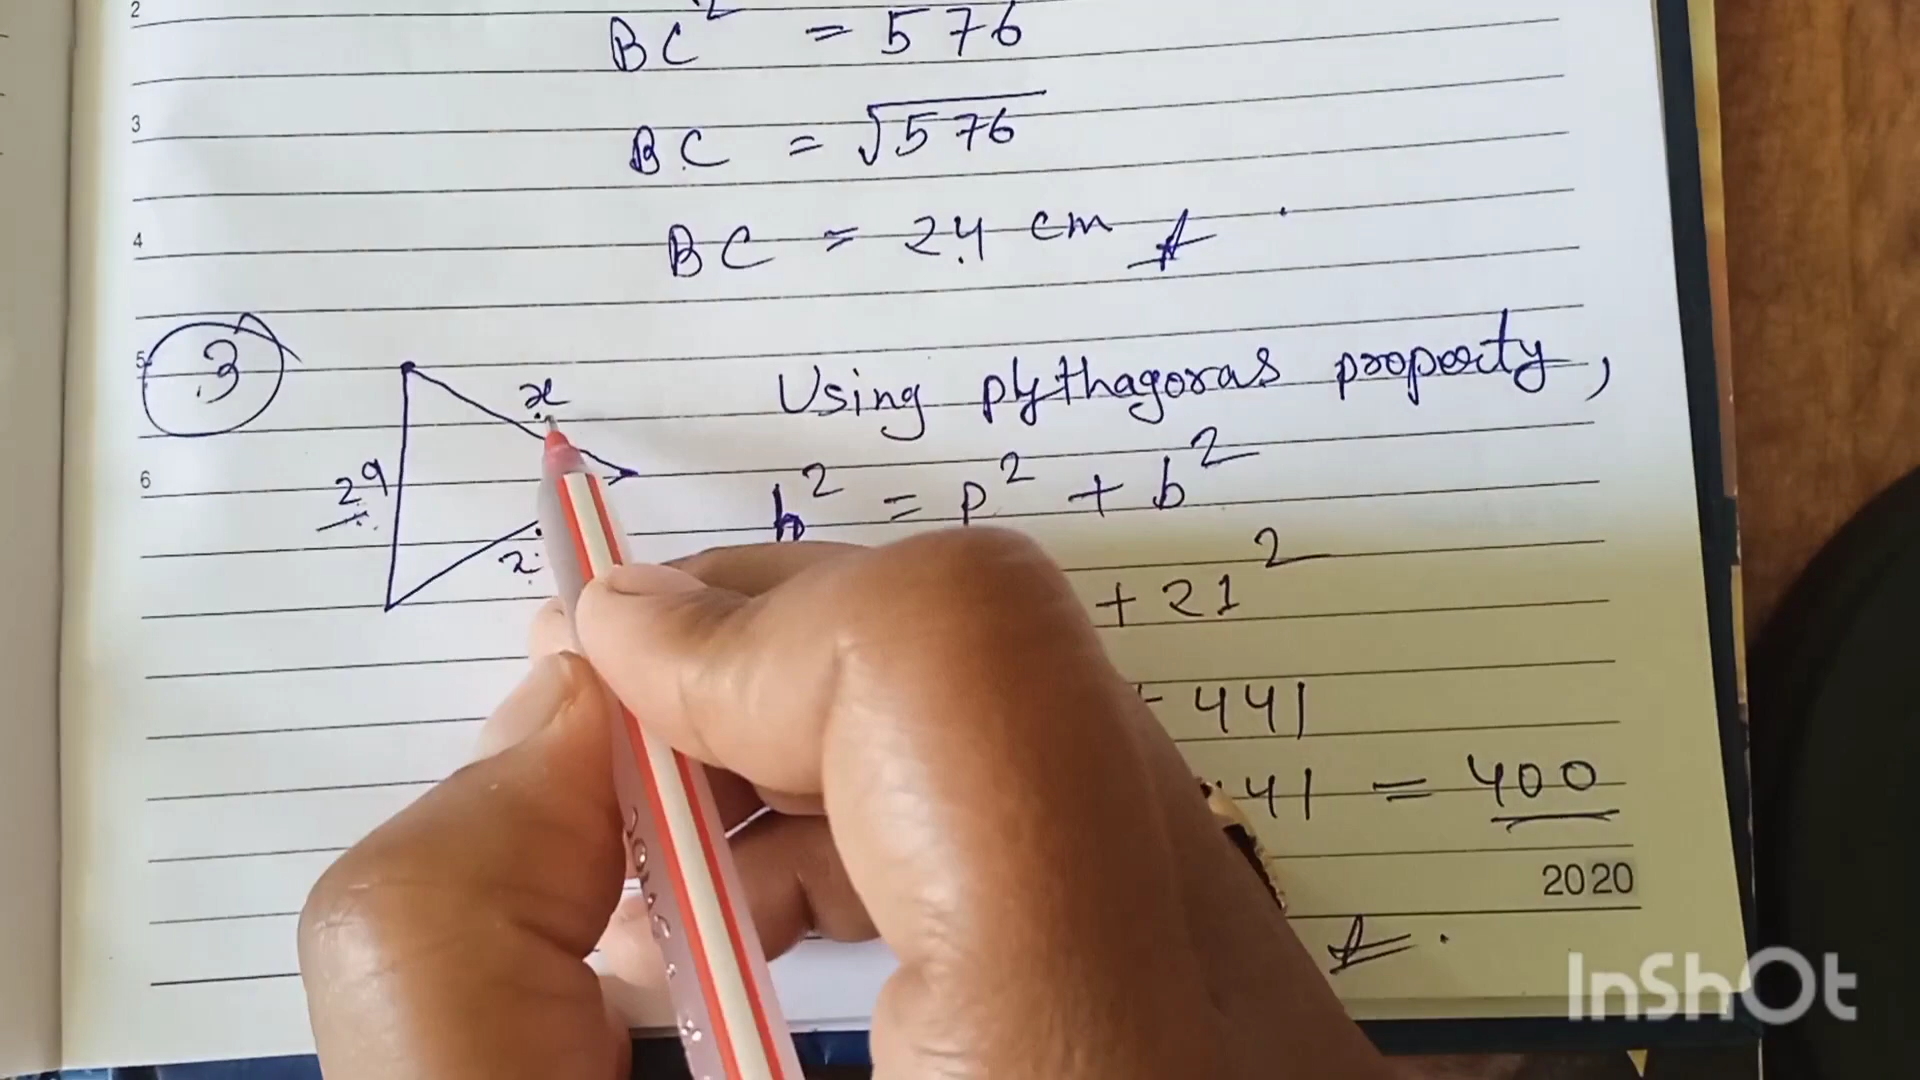 2
BC² = 576
3
BC = √576
4
BC = 24 cm
5
3
x
Using pythagoras property,
6
29
h² = p² + b²
2
+ 21²
441
41 = 400
2020
InShOt